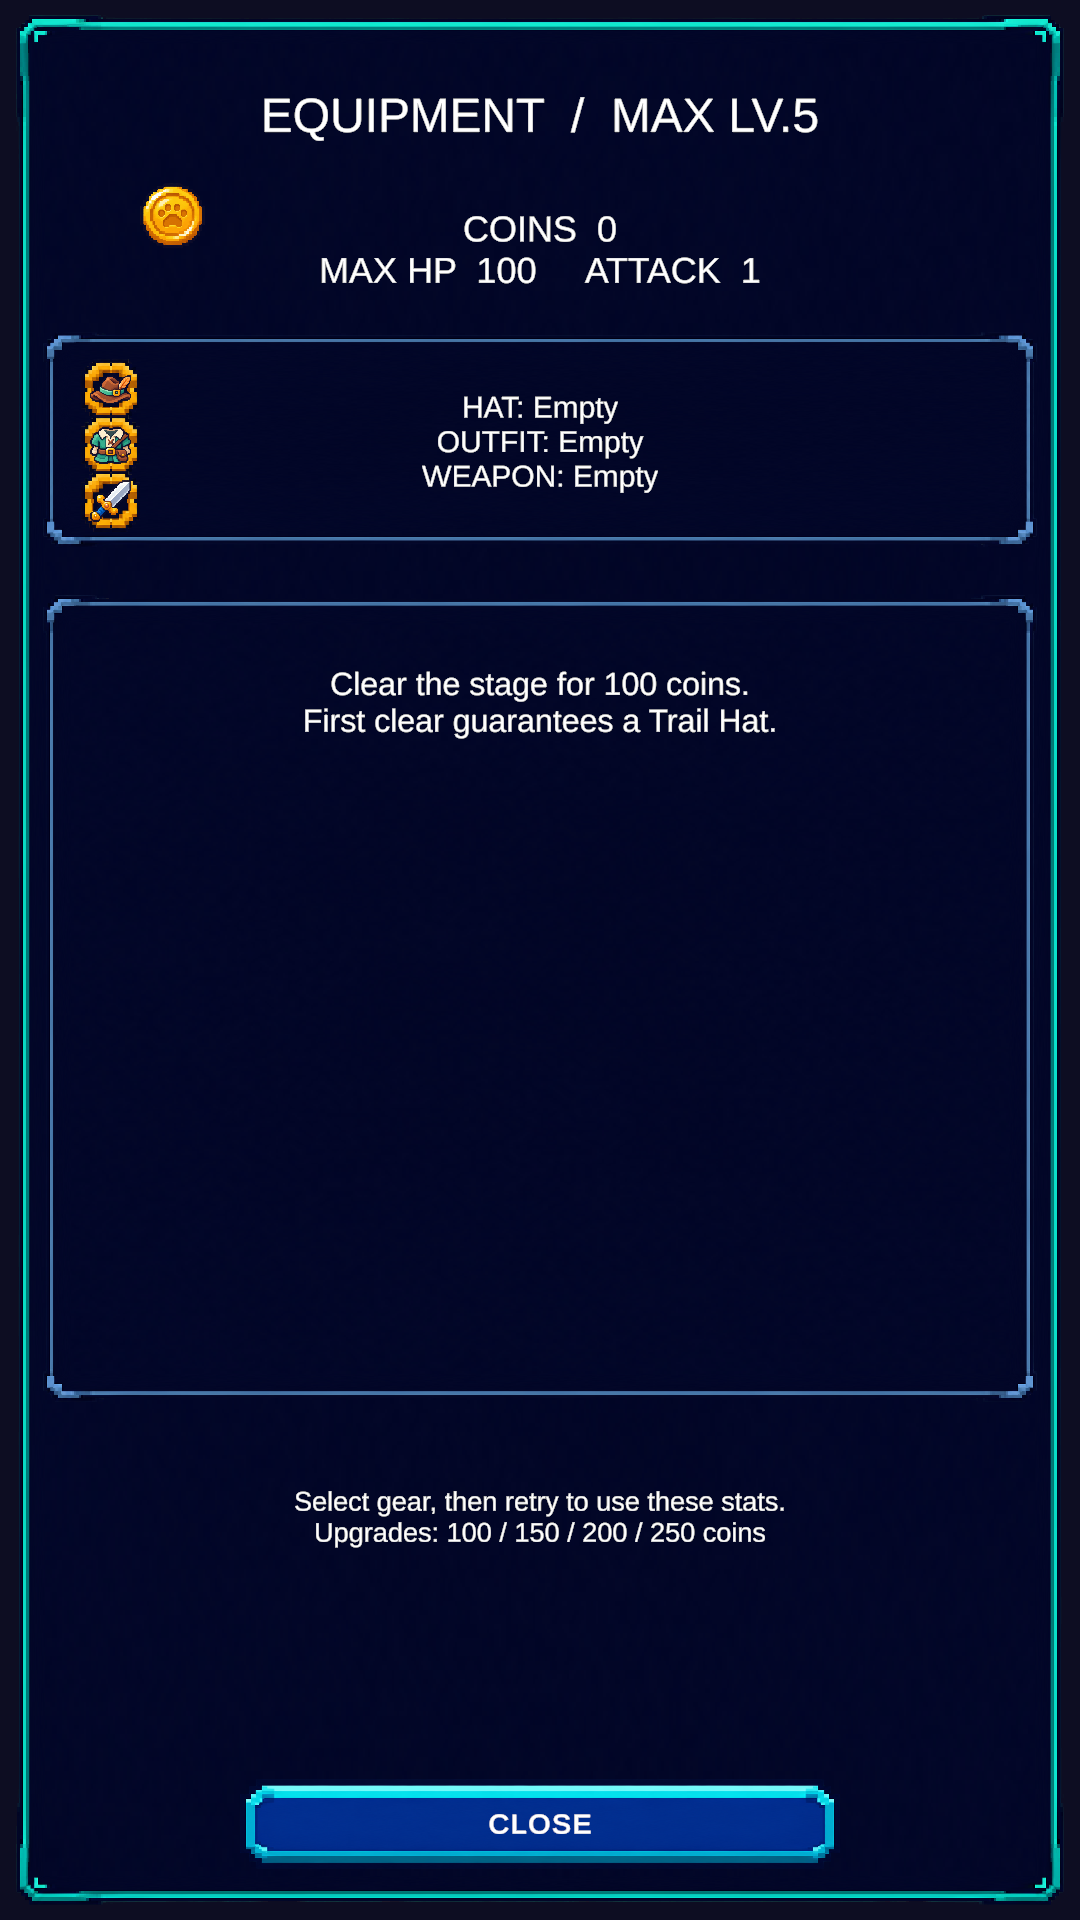 EQUIPMENT / MAX LV.5
COINS 0
MAX HP 100 ATTACK 1
HAT: Empty
OUTFIT: Empty
WEAPON: Empty
Clear the stage for 100 coins.
First clear guarantees a Trail Hat.
Select gear, then retry to use these stats.
Upgrades: 100 / 150 / 200 / 250 coins
CLOSE